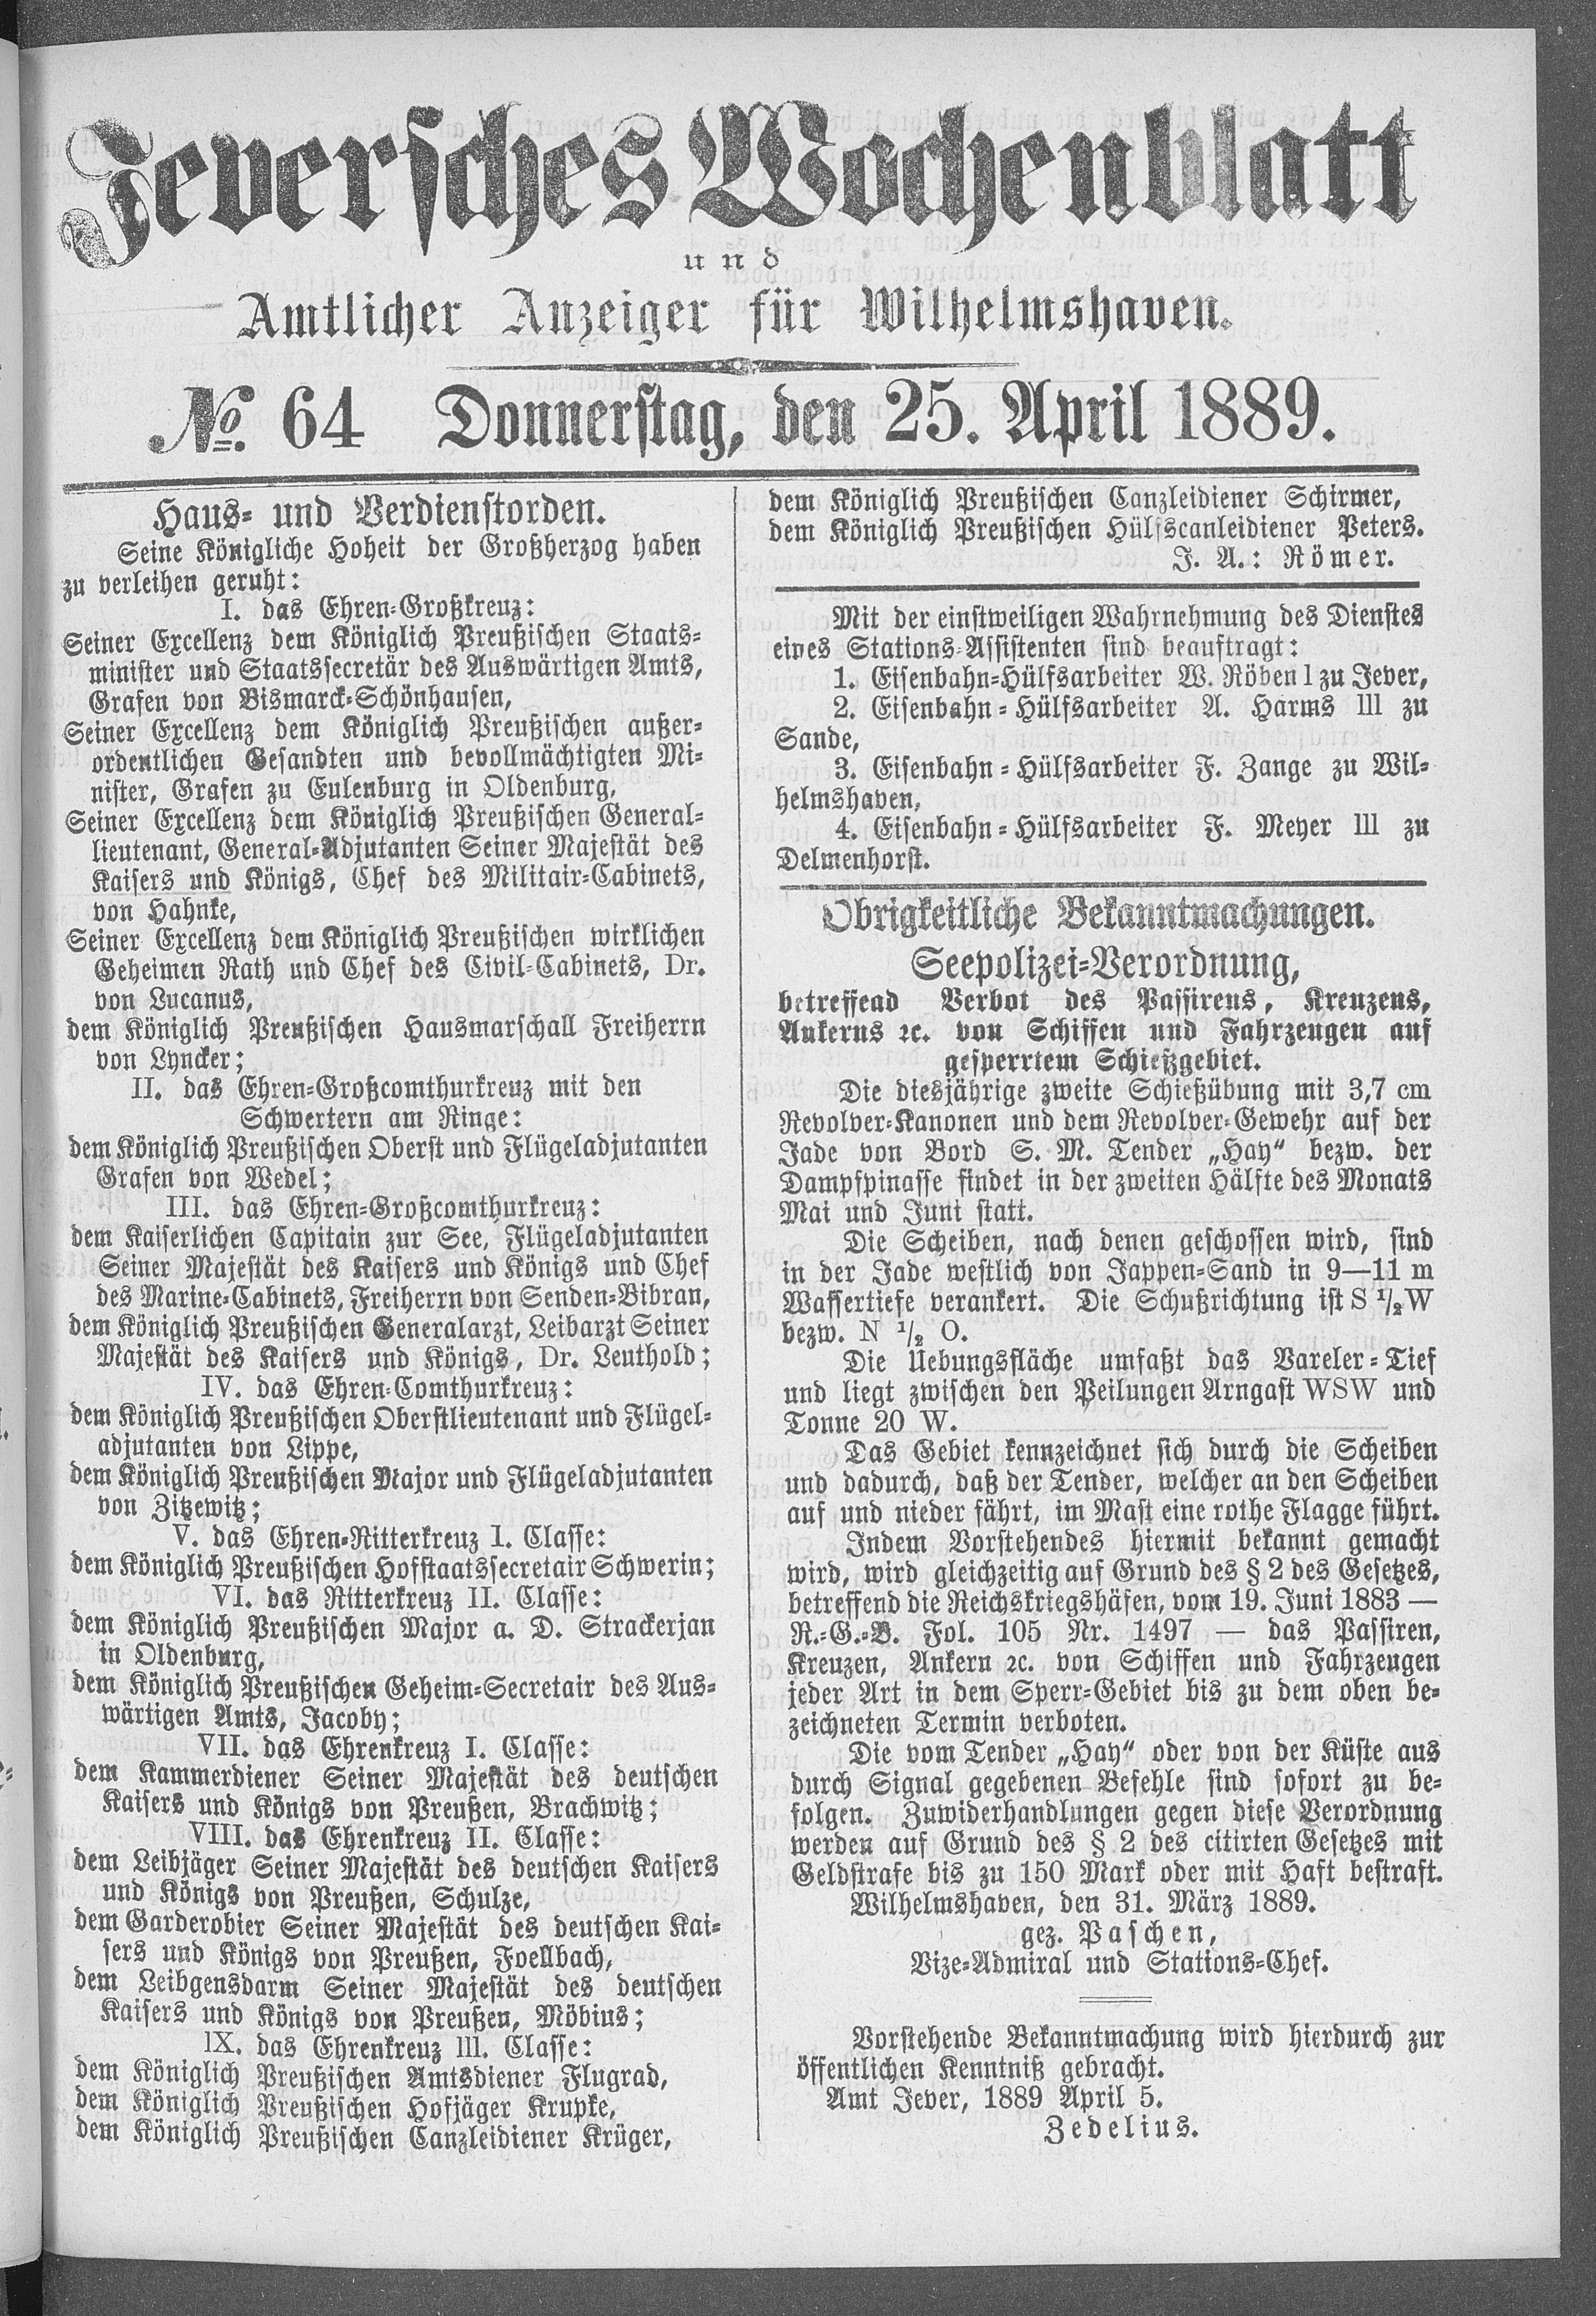 Jeversches Wochenblatt
und
Amtlicher Anzeiger für Wilhelmshaven.
No. 64 Donnerstag, den 25. April 1889.
Haus- und Verdienstorden.
Seine Königliche Hoheit der Großherzog haben
zu verleihen geruht:
I. das Ehren-Großkreuz:
Seiner Excellenz dem Königlich Preußischen Staats-
minister und Staatssecretär des Auswärtigen Amts,
Grafen von Bismarck-Schönhausen,
Seiner Excellenz dem Königlich Preußischen außer-
ordentlichen Gesandten und bevollmächtigten Mi-
nister, Grafen zu Eulenburg in Oldenburg,
Seiner Excellenz dem Königlich Preußischen General-
lieutenant, General-Adjutanten Seiner Majestät des
Kaisers und Königs, Chef des Militair-Cabinets,
von Hahnke,
Seiner Excellenz dem Königlich Preußischen wirklichen
Geheimen Rath und Chef des Civil-Cabinets, Dr.
von Lucanus,
dem Königlich Preußischen Hausmarschall Freiherrn
von Lyncker;
II. das Ehren-Großcomthurkreuz mit den
Schwertern am Ringe:
dem Königlich Preußischen Oberst und Flügeladjutanten
Grafen von Wedel;
III. das Ehren-Großcomthurkreuz:
dem Kaiserlichen Capitain zur See, Flügeladjutanten
Seiner Majestät des Kaisers und Königs und Chef
des Marine-Cabinets, Freiherrn von Senden-Bibran,
dem Königlich Preußischen Generalarzt, Leibarzt Seiner
Majestät des Kaisers und Königs, Dr. Leuthold;
IV. das Ehren-Comthurkreuz:
dem Königlich Preußischen Oberstlieutenant und Flügel-
adjutanten von Lippe,
dem Königlich Preußischen Major und Flügeladjutanten
von Zitzewitz;
V. das Ehren-Ritterkreuz I. Classe:
dem Königlich Preußischen Hofstaatssecretair Schwerin;
VI. das Ritterkreuz II. Classe:
dem Königlich Preußischen Major a. D. Strackerjan
in Oldenburg,
dem Königlich Preußischen Geheim-Secretair des Aus-
wärtigen Amts, Jacoby;
VII. das Ehrenkreuz I. Classe:
dem Kammerdiener Seiner Majestät des deutschen
Kaisers und Königs von Preußen, Brachwitz;
VIII. das Ehrenkreuz II. Classe:
dem Leibjäger Seiner Majestät des deutschen Kaisers
und Königs von Preußen, Schulze,
dem Garderobier Seiner Majestät des deutschen Kai-
sers und Königs von Preußen, Foellbach,
dem Leibgensdarm Seiner Majestät des deutschen
Kaisers und Königs von Preußen, Möbius;
IX. das Ehrenkreuz III. Classe:
dem Königlich Preußischen Amtsdiener Flugrad,
dem Königlich Preußischen Hofjäger Krupke,
dem Königlich Preußischen Canzleidiener Krüger,
dem Königlich Preußischen Canzleidiener Schirmer,
dem Königlich Preußischen Hülfscanleidiener Peters.
J. A.: Römer.
Mit der einstweiligen Wahrnehmung des Dienstes
eines Stations-Assistenten sind beauftragt:
1. Eisenbahn-Hülfsarbeiter W. Röben I zu Jever,
2. Eisenbahn-Hülfsarbeiter A. Harms III zu
Sande,
3. Eisenbahn-Hülfsarbeiter F. Zange zu Wil-
helmshaven,
4. Eisenbahn-Hülfsarbeiter F. Meyer III zu
Delmenhorst.
Obrigkeitliche Bekanntmachungen.
Seepolizei-Verordnung,
betreffend Verbot des Passirens, Kreuzens,
Ankerns ꝛc. von Schiffen und Fahrzeugen auf
gesperrtem Schießgebiet.
Die diesjährige zweite Schießübung mit 3,7 cm
Revolver-Kanonen und dem Revolver-Gewehr auf der
Jade von Bord S. M. Tender „Hay“ bezw. der
Dampfpinasse findet in der zweiten Hälfte des Monats
Mai und Juni statt.
Die Scheiben, nach denen geschossen wird, sind
in der Jade westlich von Jappen-Sand in 9—11 m
Wassertiefe verankert. Die Schußrichtung ist S 1/2 W
bezw. N 1/2 O.
Die Uebungsfläche umfaßt das Vareler-Tief
und liegt zwischen den Peilungen Arngast WSW und
Tonne 20 W.
Das Gebiet kennzeichnet sich durch die Scheiben
und dadurch, daß der Tender, welcher an den Scheiben
auf und nieder fährt, im Mast eine rothe Flagge führt.
Indem Vorstehendes hiermit bekannt gemacht
wird, wird gleichzeitig auf Grund des § 2 des Gesetzes,
betreffend die Reichskriegshäfen, vom 19. Juni 1883 —
R.-G.-B. Fol. 105 Nr. 1497 — das Passiren,
Kreuzen, Ankern ꝛc. von Schiffen und Fahrzeugen
jeder Art in dem Sperr-Gebiet bis zu dem oben be-
zeichneten Termin verboten.
Die vom Tender „Hay“ oder von der Küste aus
durch Signal gegebenen Befehle sind sofort zu be-
folgen. Zuwiderhandlungen gegen diese Verordnung
werden auf Grund des § 2 des citirten Gesetzes mit
Geldstrafe bis zu 150 Mark oder mit Haft bestraft.
Wilhelmshaven, den 31. März 1889.
gez. Paschen,
Vize-Admiral und Stations-Chef.
Vorstehende Bekanntmachung wird hierdurch zur
öffentlichen Kenntniß gebracht.
Amt Jever, 1889 April 5.
Zedelius.